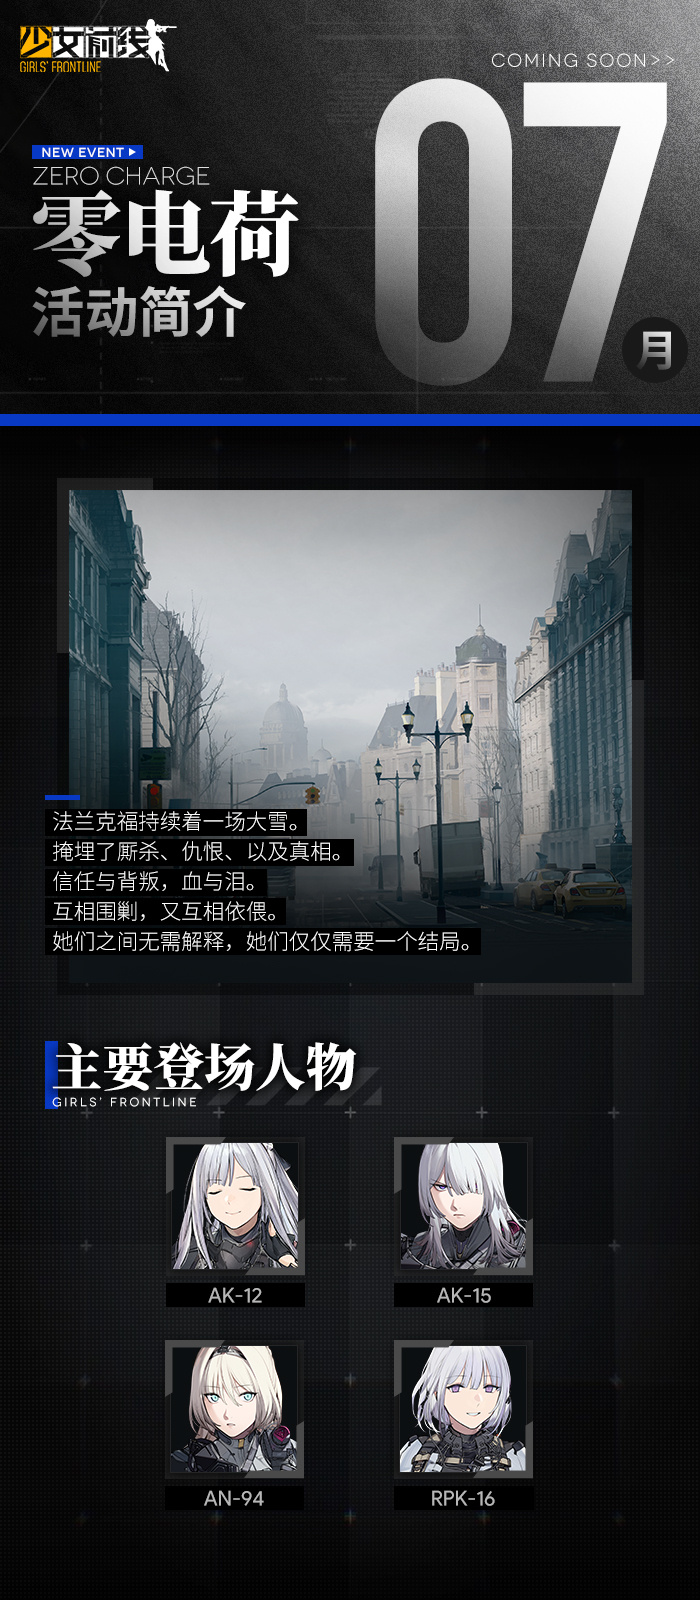 少女前线
GIRLS' FRONTLINE
COMING SOON>>
07
月
NEW EVENT
ZERO CHARGE
零电荷
活动简介
法兰克福持续着一场大雪。
掩埋了厮杀、仇恨、以及真相。
信任与背叛，血与泪。
互相围剿，又互相依偎。
她们之间无需解释，她们仅仅需要一个结局。
主要登场人物
GIRLS' FRONTLINE
AK-12
AK-15
AN-94
RPK-16